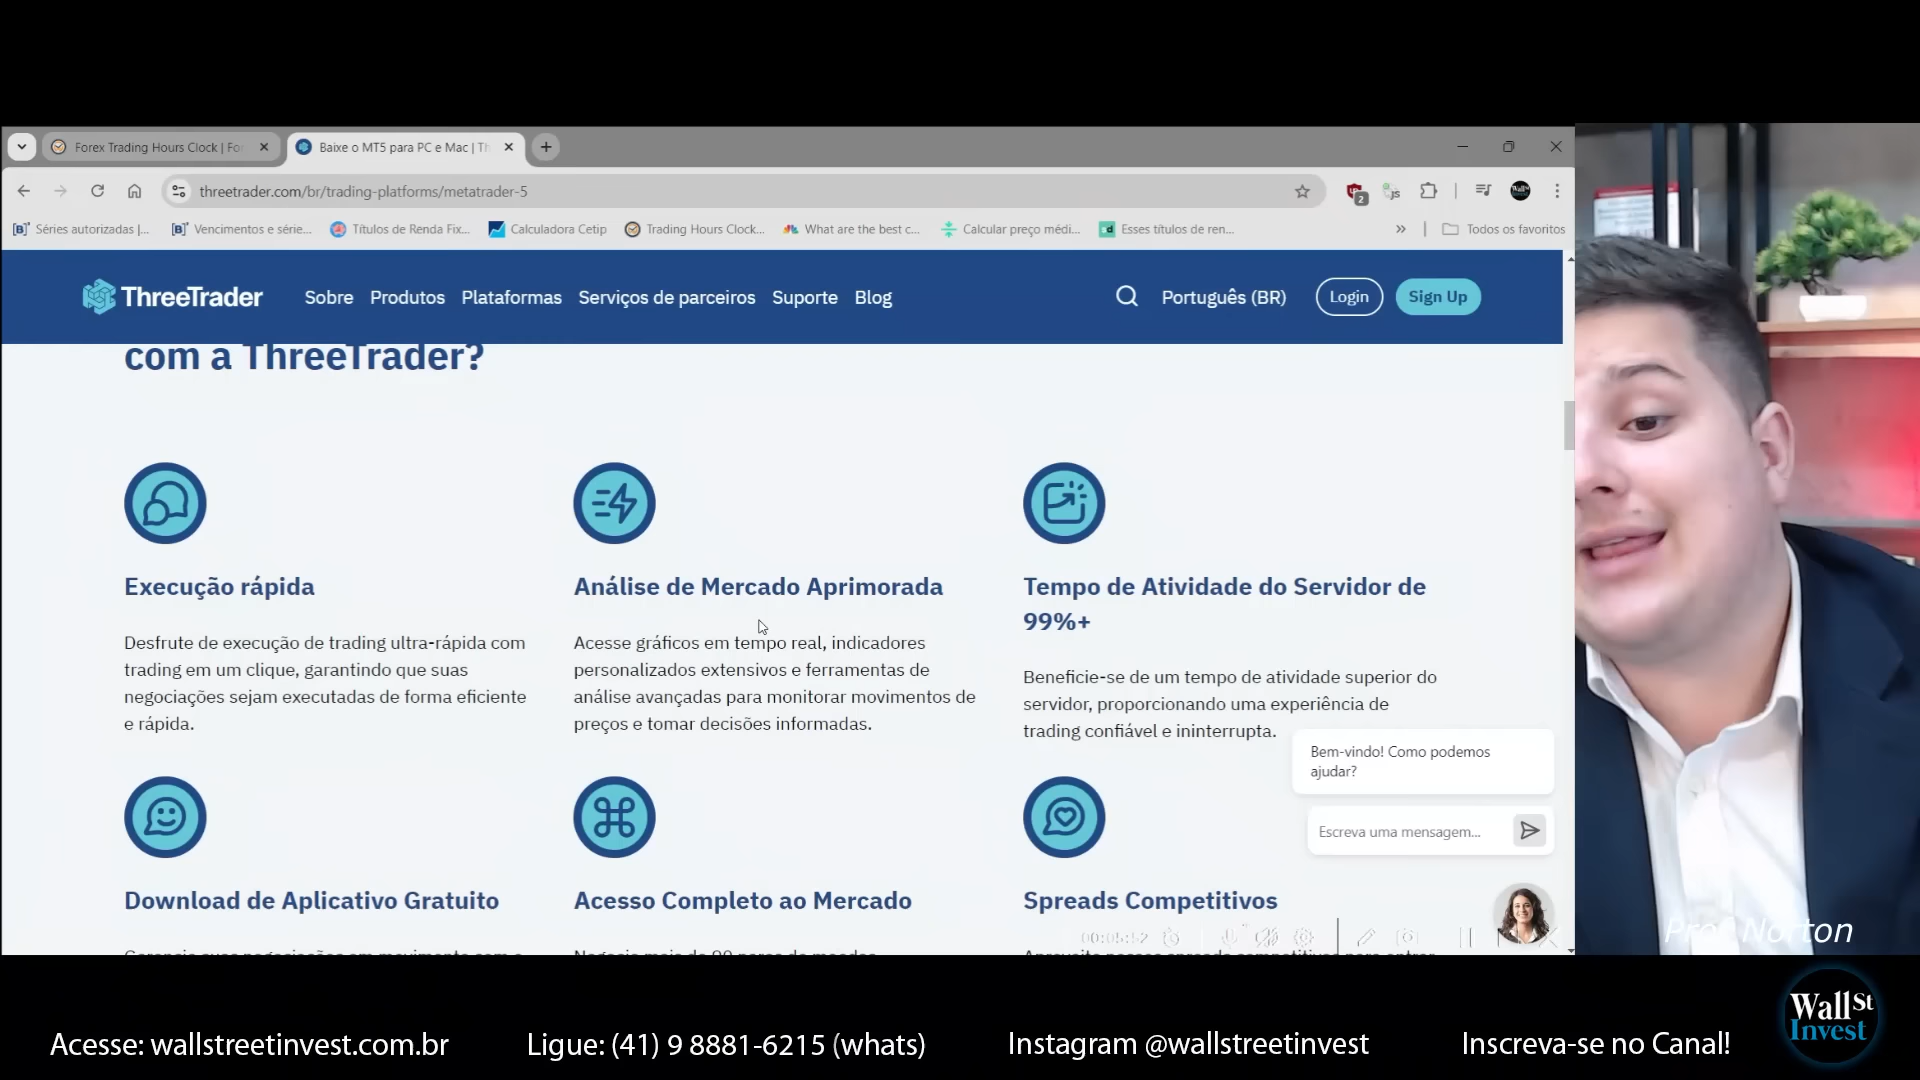 Forex Trading Hours Clock | Fo
Baixe o MT5 para PC e Mac | Th
threetrader.com/br/trading-platforms/metatrader-5
2
Séries autorizadas |...
Vencimentos e série...
Títulos de Renda Fix...
Calculadora Cetip
Trading Hours Clock...
What are the best c...
Calcular preço médi...
Esses títulos de ren...
Todos os favoritos
ThreeTrader
Sobre
Produtos
Plataformas
Serviços de parceiros
Suporte
Blog
Português (BR)
Login
Sign Up
com a ThreeTrader?
Execução rápida
Desfrute de execução de trading ultra-rápida com
trading em um clique, garantindo que suas
negociações sejam executadas de forma eficiente
e rápida.
Análise de Mercado Aprimorada
Acesse gráficos em tempo real, indicadores
personalizados extensivos e ferramentas de
análise avançadas para monitorar movimentos de
preços e tomar decisões informadas.
Tempo de Atividade do Servidor de
99%+
Beneficie-se de um tempo de atividade superior do
servidor, proporcionando uma experiência de
trading confiável e ininterrupta.
Bem-vindo! Como podemos
ajudar?
Escreva uma mensagem...
Download de Aplicativo Gratuito
Acesso Completo ao Mercado
Spreads Competitivos
00:05:52
Prof Norton
Acesse: wallstreetinvest.com.br
Ligue: (41) 9 8881-6215 (whats)
Instagram @wallstreetinvest
Inscreva-se no Canal!
Wall St
Invest